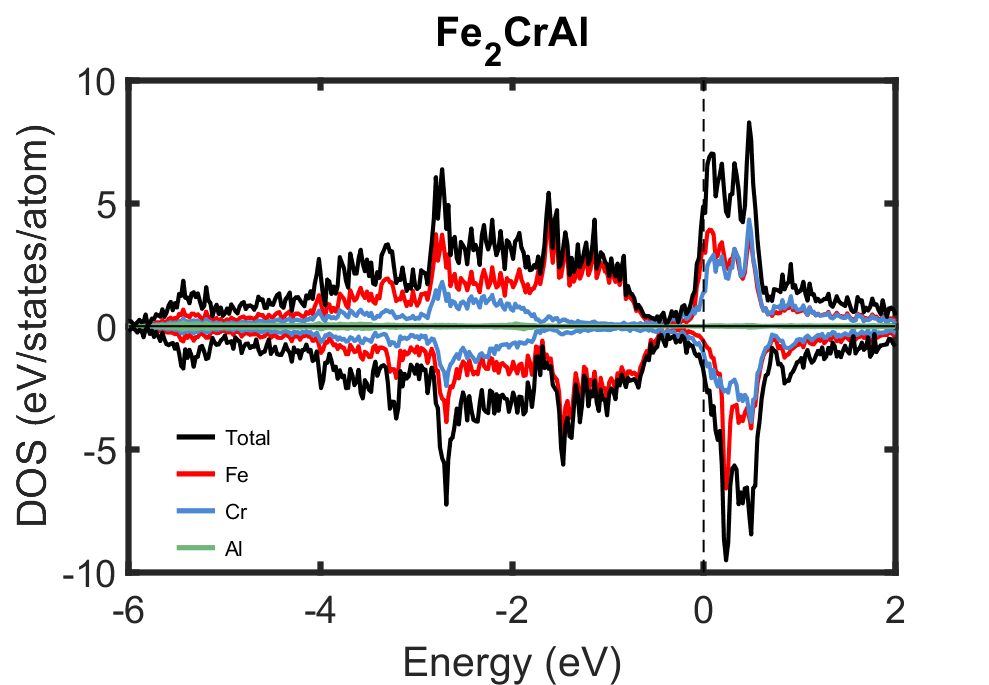 Fe₂CrAl
DOS (eV/states/atom)
10
5
0
-5
-10
Total
Fe
Cr
Al
-6 -4 -2 0 2
Energy (eV)